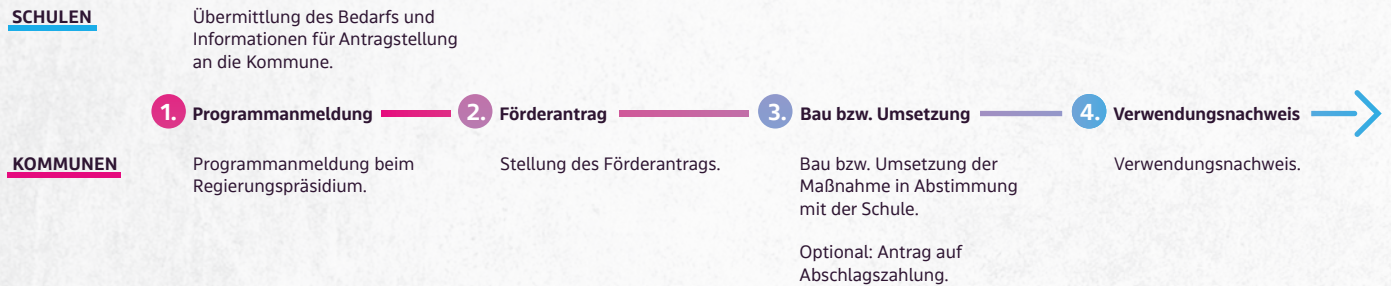 SCHULEN
Übermittlung des Bedarfs und
Informationen für Antragstellung
an die Kommune.
1. Programmanmeldung
2. Förderantrag
3. Bau bzw. Umsetzung
4. Verwendungsnachweis
KOMMUNEN
Programmanmeldung beim
Regierungspräsidium.
Stellung des Förderantrags.
Bau bzw. Umsetzung der
Maßnahme in Abstimmung
mit der Schule.
Optional: Antrag auf
Abschlagszahlung.
Verwendungsnachweis.